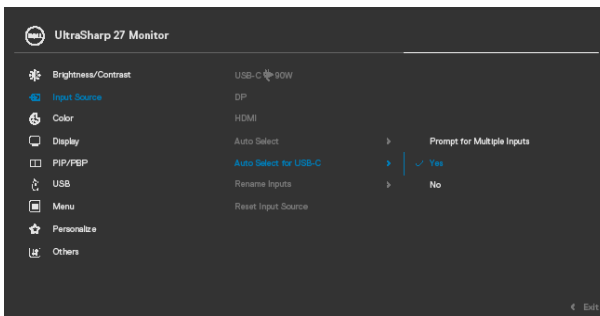 DELL UltraSharp 27 Monitor
Brightness/Contrast
Input Source
Color
Display
PIP/PBP
USB
Menu
Personalize
Others
USB-C 90W
DP
HDMI
Auto Select
Auto Select for USB-C
Rename Inputs
Reset Input Source
Prompt for Multiple Inputs
Yes
No
Exit